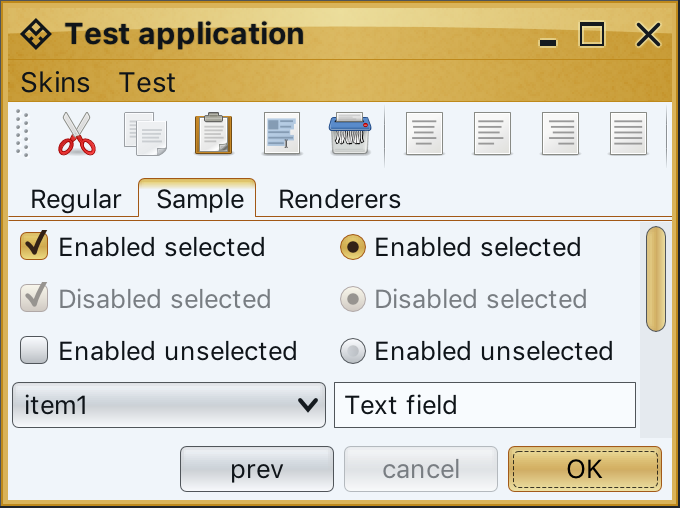 Test application
Skins Test
Regular Sample Renderers
Enabled selected Enabled selected
Disabled selected Disabled selected
Enabled unselected Enabled unselected
item1 Text field
prev cancel OK